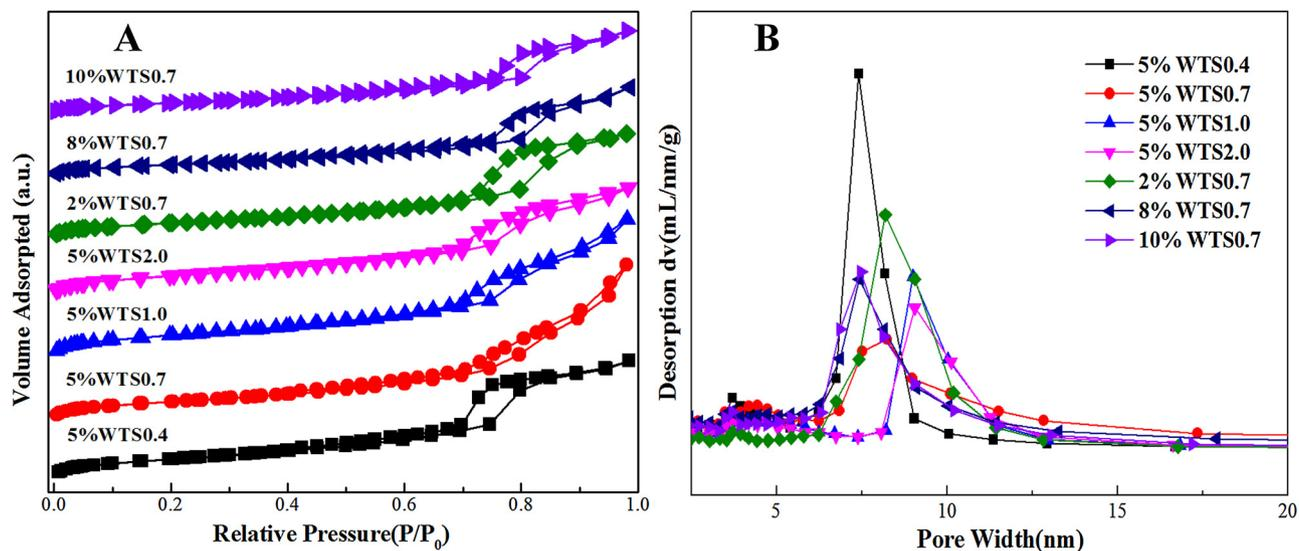 A
10%WTS0.7
8%WTS0.7
2%WTS0.7
5%WTS2.0
5%WTS1.0
5%WTS0.7
5%WTS0.4
Volume Adsorpted (a.u.)
0.0 0.2 0.4 0.6 0.8 1.0
Relative Pressure(P/P0)
B
5% WTS0.4
5% WTS0.7
5% WTS1.0
5% WTS2.0
2% WTS0.7
8% WTS0.7
10% WTS0.7
Desorption dv(mL/nm/g)
5 10 15 20
Pore Width(nm)